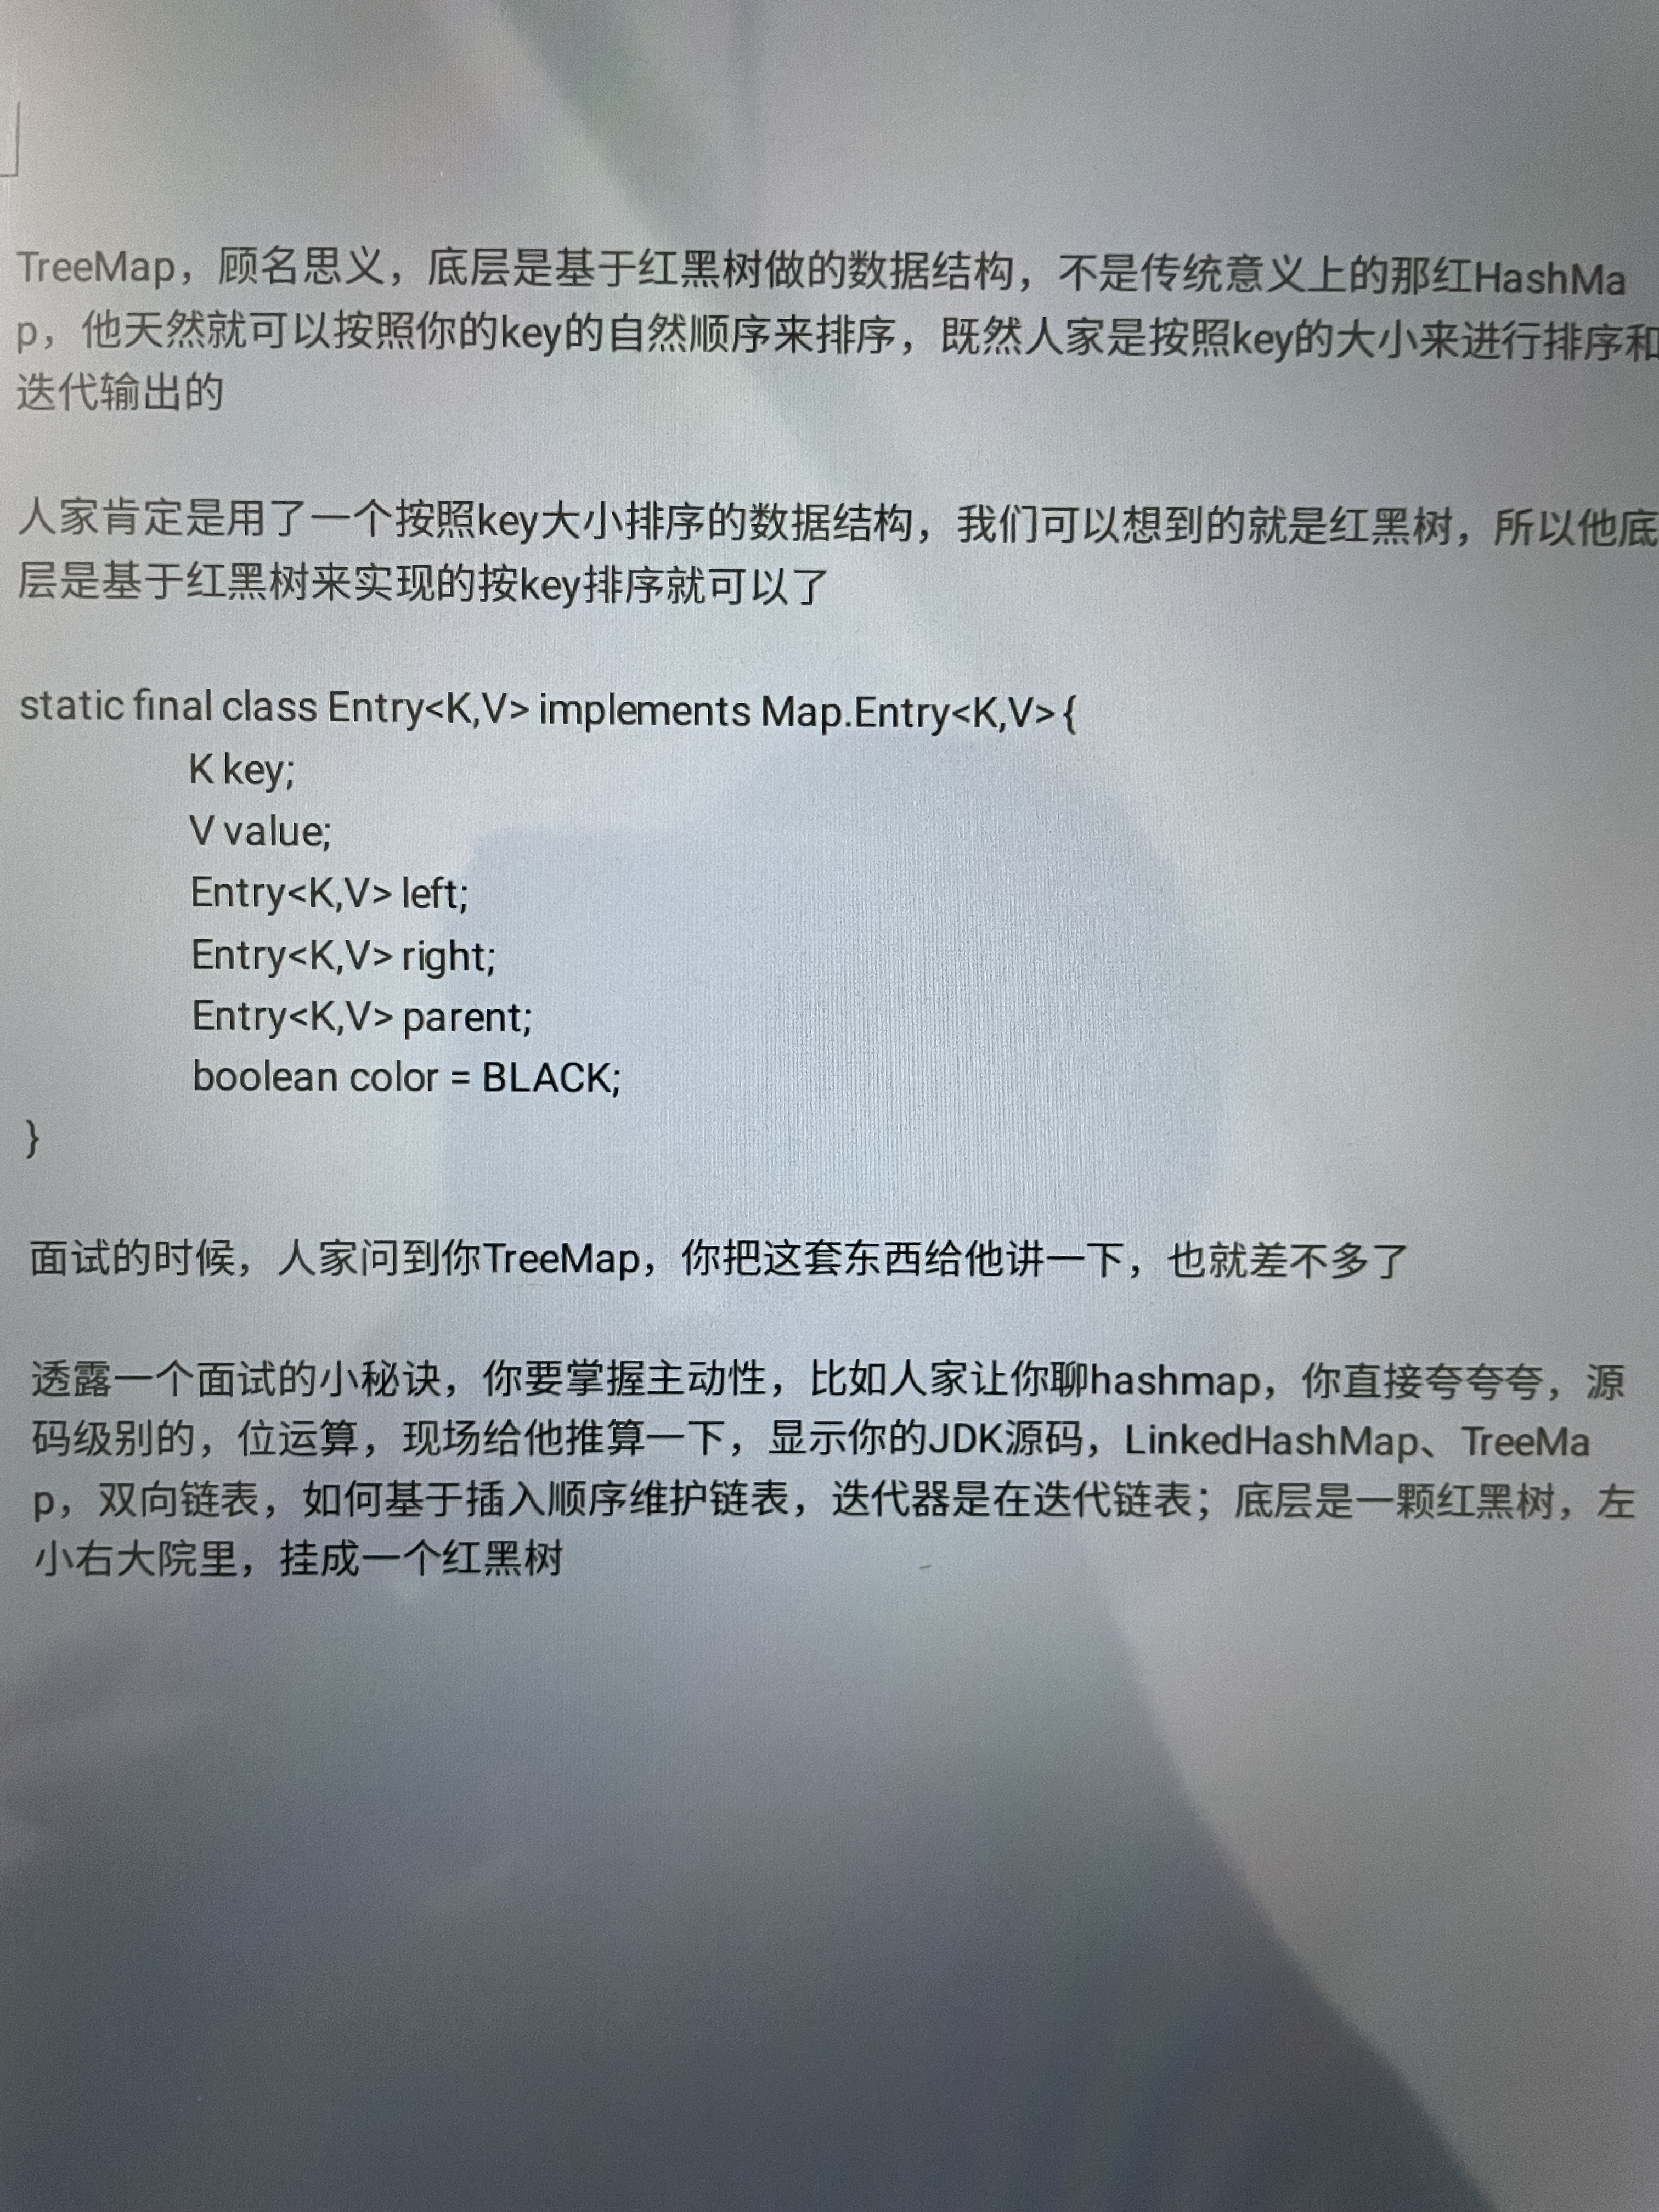 TreeMap，顾名思义，底层是基于红黑树做的数据结构，不是传统意义上的那红HashMa
p，他天然就可以按照你的key的自然顺序来排序，既然人家是按照key的大小来进行排序和
迭代输出的
人家肯定是用了一个按照key大小排序的数据结构，我们可以想到的就是红黑树，所以他底
层是基于红黑树来实现的按key排序就可以了
static final class Entry<K,V> implements Map.Entry<K,V> {
K key;
V value;
Entry<K,V> left;
Entry<K,V> right;
Entry<K,V> parent;
boolean color = BLACK;
}
面试的时候，人家问到你TreeMap，你把这套东西给他讲一下，也就差不多了
透露一个面试的小秘诀，你要掌握主动性，比如人家让你聊hashmap，你直接夸夸夸，源
码级别的，位运算，现场给他推算一下，显示你的JDK源码，LinkedHashMap、TreeMa
p，双向链表，如何基于插入顺序维护链表，迭代器是在迭代链表；底层是一颗红黑树，左
小右大院里，挂成一个红黑树